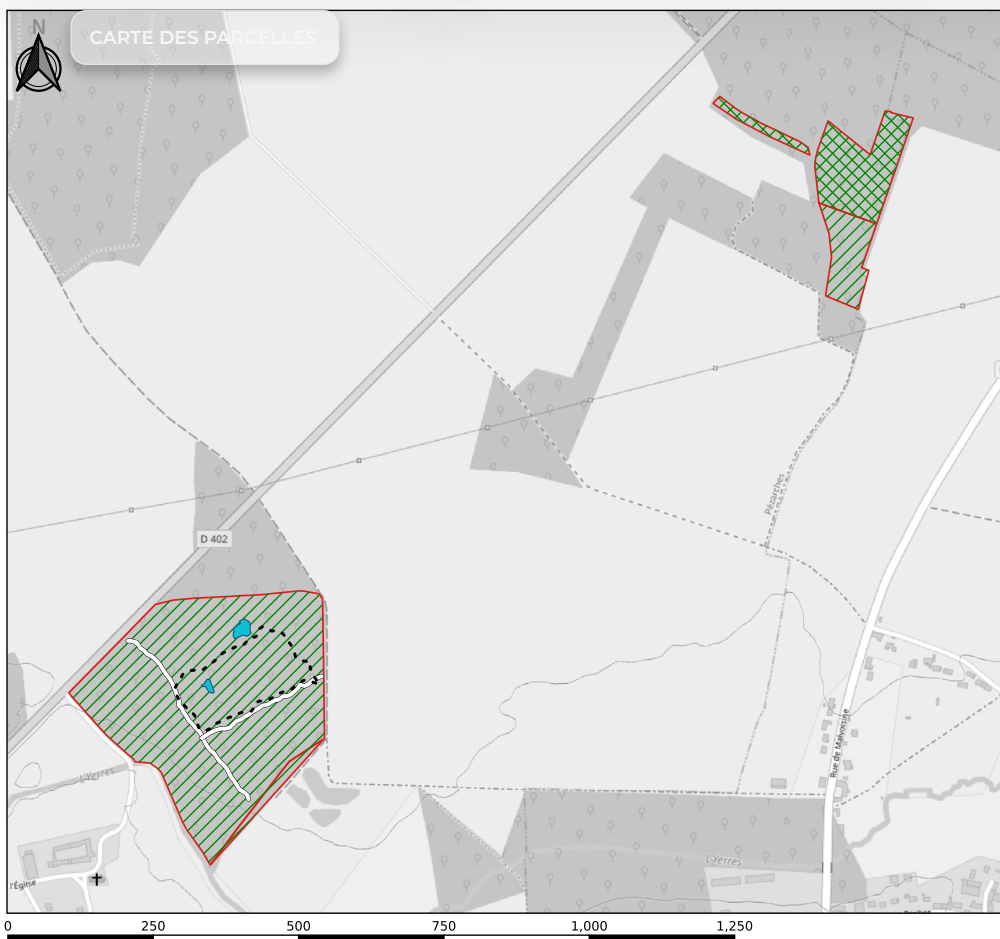 N
CARTE DES PARCELLES
Pézarches
D 402
Rue de Malvoisine
L'Yerres
L'Yerres
l'Église
0 250 500 750 1,000 1,250